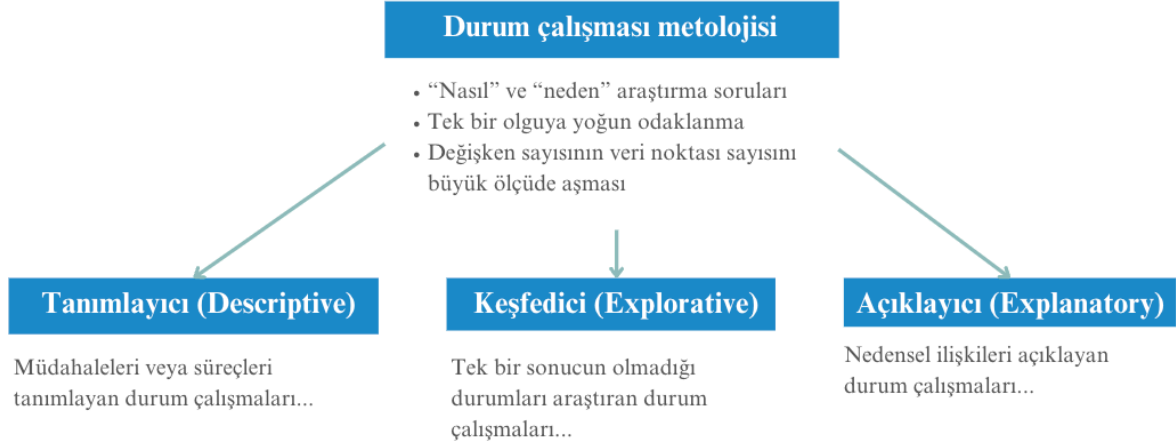 Durum çalışması metolojisi
• “Nasıl” ve “neden” araştırma soruları
• Tek bir olguya yoğun odaklanma
• Değişken sayısının veri noktası sayısını
büyük ölçüde aşması
Tanımlayıcı (Descriptive)
Müdahaleleri veya süreçleri
tanımlayan durum çalışmaları...
Keşfedici (Explorative)
Tek bir sonucun olmadığı
durumları araştıran durum
çalışmaları...
Açıklayıcı (Explanatory)
Nedensel ilişkileri açıklayan
durum çalışmaları...